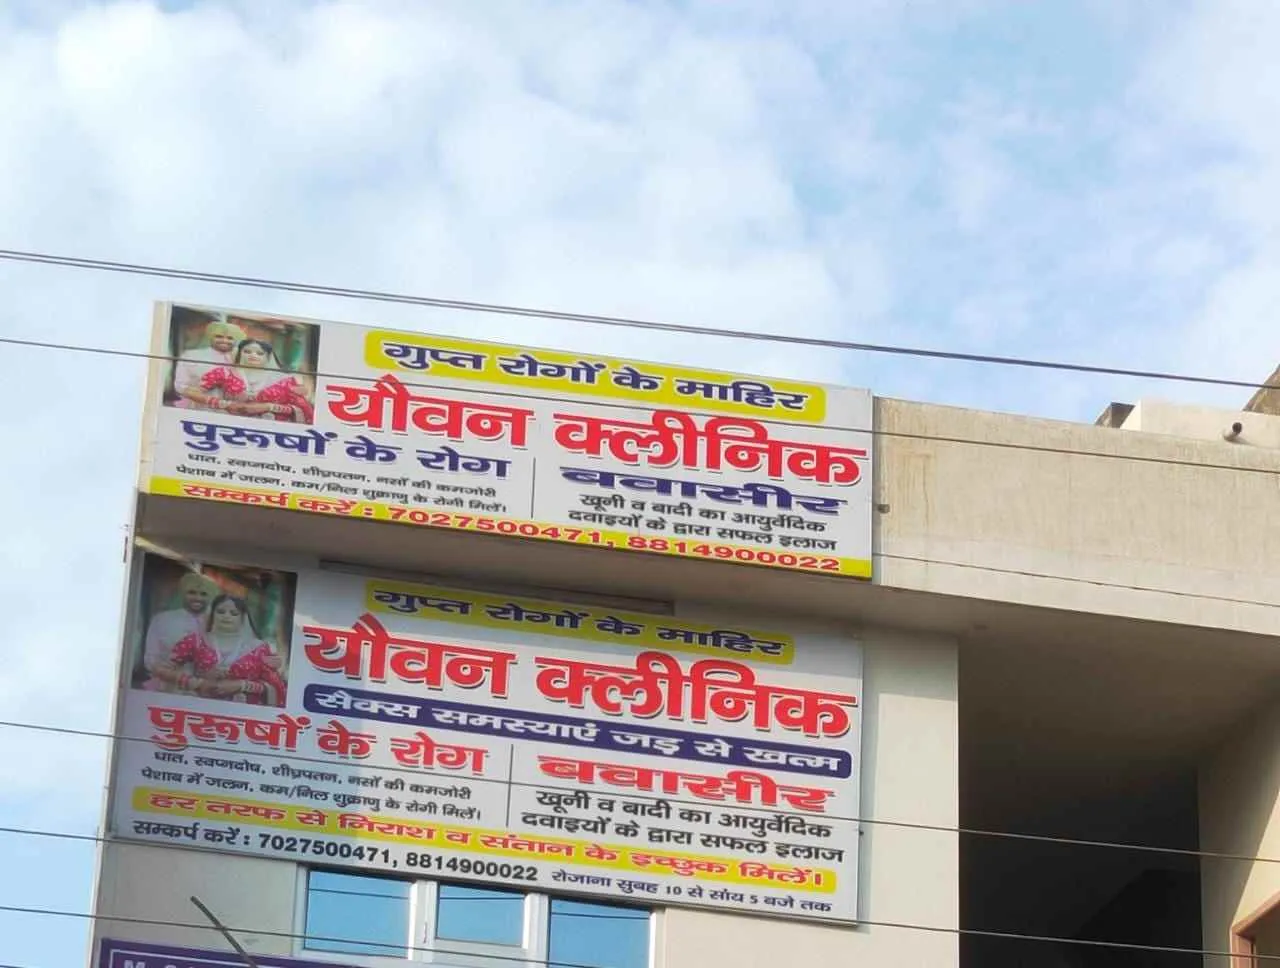 गुप्त रोगों के माहिर
यौवन क्लीनिक
पुरूषों के रोग
धात, स्वप्नदोष, शीघ्रपतन, नसों की कमजोरी
पेशाब में जलन, कम/निल शुक्राणु के रोगी मिलें।
बवासीर
खूनी व बादी का आयुर्वेदिक
दवाइयों के द्वारा सफल इलाज
सम्कर्प करें : 7027500471, 8814900022
गुप्त रोगों के माहिर
यौवन क्लीनिक
सैक्स समस्याएं जड़ से खत्म
पुरूषों के रोग
धात, स्वप्नदोष, शीघ्रपतन, नसों की कमजोरी
पेशाब में जलन, कम/निल शुक्राणु के रोगी मिलें।
बवासीर
खूनी व बादी का आयुर्वेदिक
दवाइयों के द्वारा सफल इलाज
हर तरफ से निराश व संतान के इच्छुक मिलें।
सम्कर्प करें : 7027500471, 8814900022 रोजाना सुबह 10 से सांय 5 बजे तक